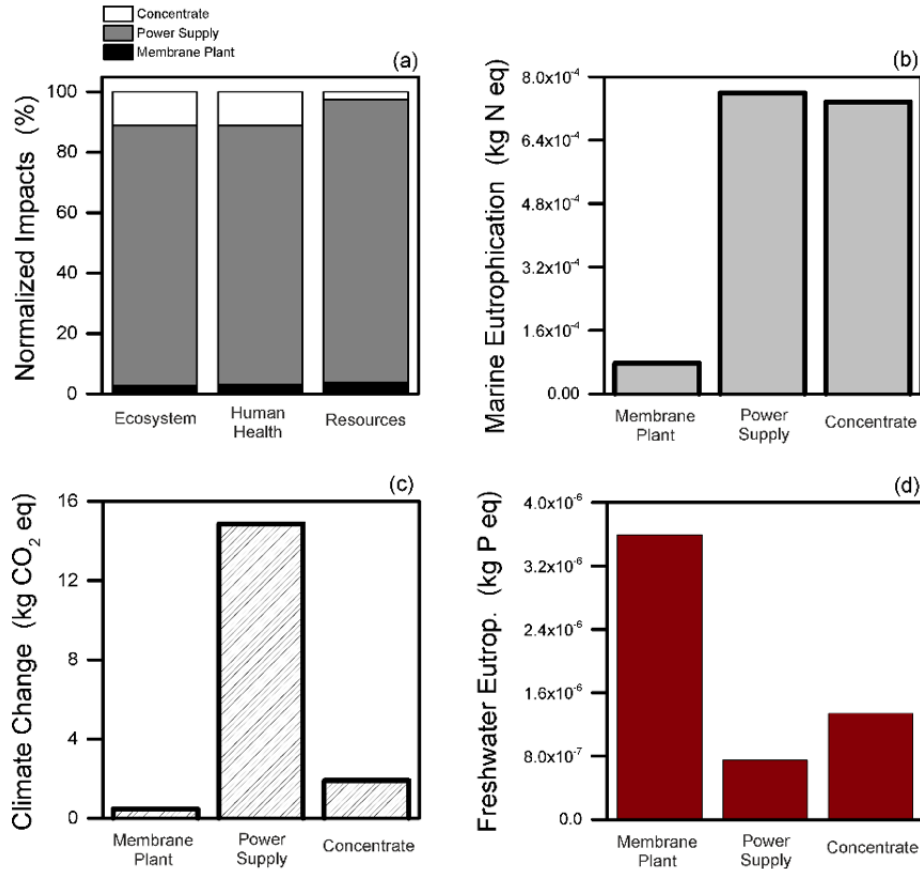 Concentrate
Power Supply
Membrane Plant
(a)
Normalized Impacts (%)
100
80
60
40
20
0
Ecosystem
Human
Health
Resources
(b)
Marine Eutrophication (kg N eq)
8.0x10⁻⁴
6.4x10⁻⁴
4.8x10⁻⁴
3.2x10⁻⁴
1.6x10⁻⁴
0.00
Membrane
Plant
Power
Supply
Concentrate
(c)
Climate Change (kg CO₂ eq)
16
12
8
4
0
Membrane
Plant
Power
Supply
Concentrate
(d)
Freshwater Eutrop. (kg P eq)
4.0x10⁻⁶
3.2x10⁻⁶
2.4x10⁻⁶
1.6x10⁻⁶
8.0x10⁻⁷
0.0
Membrane
Plant
Power
Supply
Concentrate